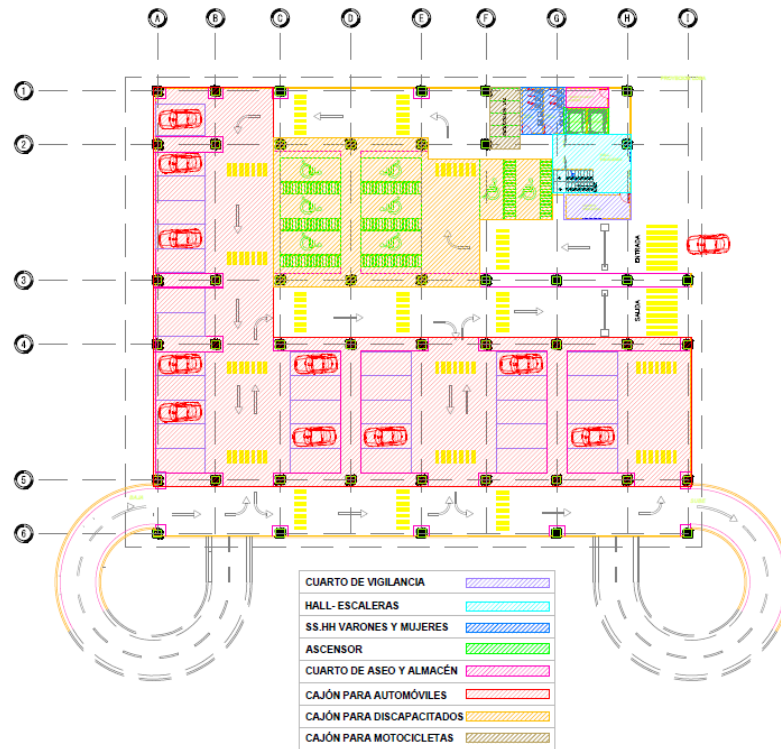 A B C D E F G H I
1
2
3
4
5
6
ENTRADA
SALIDA
CUARTO DE VIGILANCIA
HALL- ESCALERAS
SS.HH VARONES Y MUJERES
ASCENSOR
CUARTO DE ASEO Y ALMACÉN
CAJÓN PARA AUTOMÓVILES
CAJÓN PARA DISCAPACITADOS
CAJÓN PARA MOTOCICLETAS